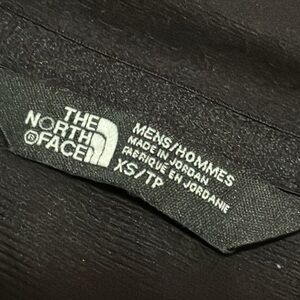 THE
NORTH
®FACE
MENS/HOMMES
MADE IN JORDAN
FABRIQUE EN JORDANIE
XS/TP